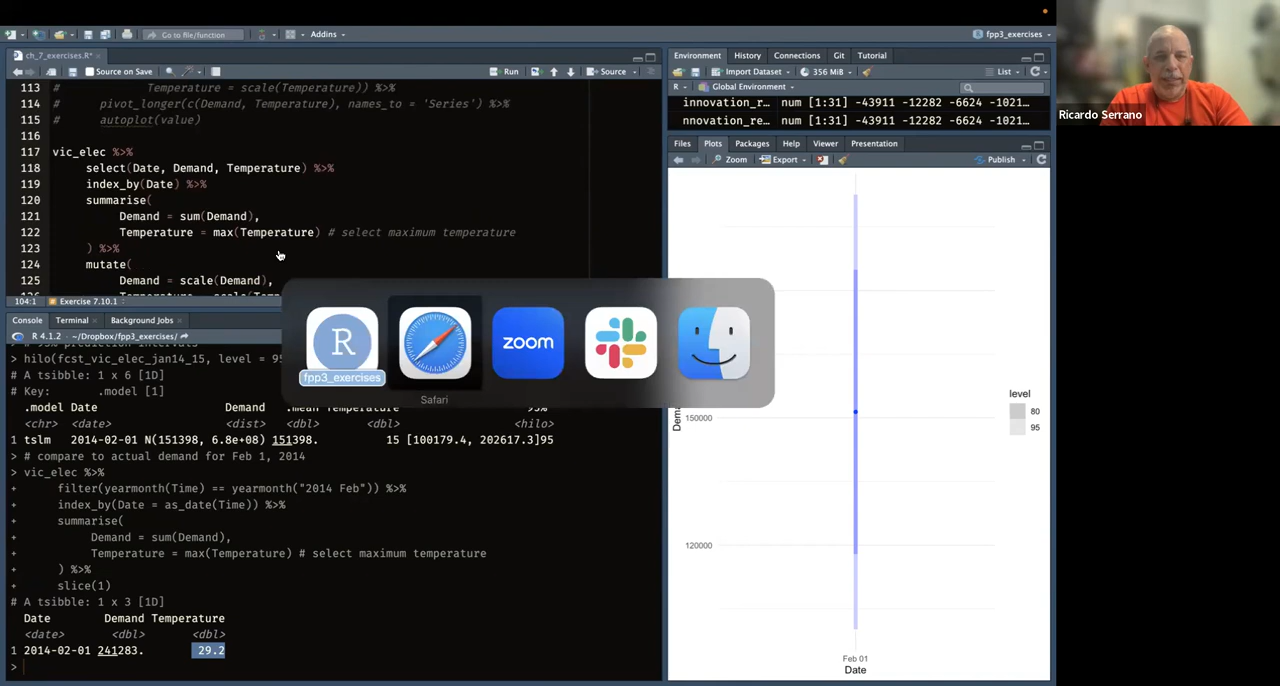 Go to file/function
Addins
fpp3_exercises
ch_7_exercises.R*
Source on Save
Run
Source
113 # Temperature = scale(Temperature)) %>%
114 # pivot_longer(c(Demand, Temperature), names_to = 'Series') %>%
115 # autoplot(value)
116
117 vic_elec %>%
118 select(Date, Demand, Temperature) %>%
119 index_by(Date) %>%
120 summarise(
121 Demand = sum(Demand),
122 Temperature = max(Temperature) # select maximum temperature
123 ) %>%
124 mutate(
125 Demand = scale(Demand),
104:1 Exercise 7.10.1
Console Terminal Background Jobs
R 4.1.2 · ~/Dropbox/fpp3_exercises/
> hilo(fcst_vic_elec_jan14_15, level = 95
# A tsibble: 1 x 6 [1D]
# Key: .model [1]
.model Date Demand .mean Temperature 95%
<chr> <date> <dist> <dbl> <dbl> <hilo>
1 tslm 2014-02-01 N(151398, 6.8e+08) 151398. 15 [100179.4, 202617.3]95
> # compare to actual demand for Feb 1, 2014
> vic_elec %>%
+ filter(yearmonth(Time) == yearmonth("2014 Feb")) %>%
+ index_by(Date = as_date(Time)) %>%
+ summarise(
+ Demand = sum(Demand),
+ Temperature = max(Temperature) # select maximum temperature
+ ) %>%
+ slice(1)
# A tsibble: 1 x 3 [1D]
Date Demand Temperature
<date> <dbl> <dbl>
1 2014-02-01 241283. 29.2
>
R
fpp3_exercises
Safari
zoom
Environment History Connections Git Tutorial
Import Dataset 356 MiB List
R Global Environment
innovation_r… num [1:31] -43911 -12282 -6624 -1021…
nnovation_re… num [1:31] -43911 -12282 -6624 -1021…
Files Plots Packages Help Viewer Presentation
Zoom Export Publish
150000
120000
level
80
95
Feb 01
Date
Ricardo Serrano